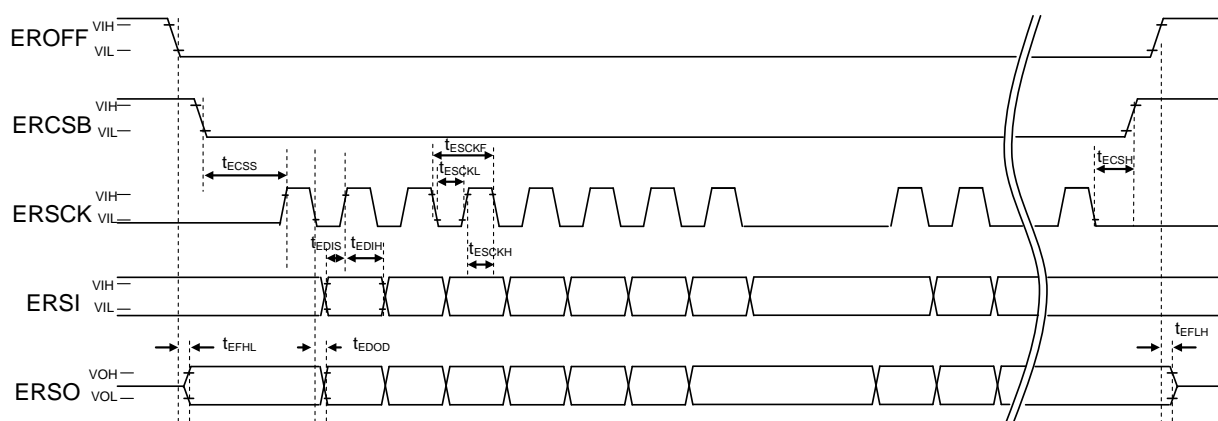 EROFF
VIH
VIL
ERCSB
VIH
VIL
tECSS
tESCKF
tESCKL
tECSH
ERSCK
VIH
VIL
tEDIS
tEDIH
tESCKH
ERSI
VIH
VIL
tEFHL
tEDOD
tEFLH
ERSO
VOH
VOL